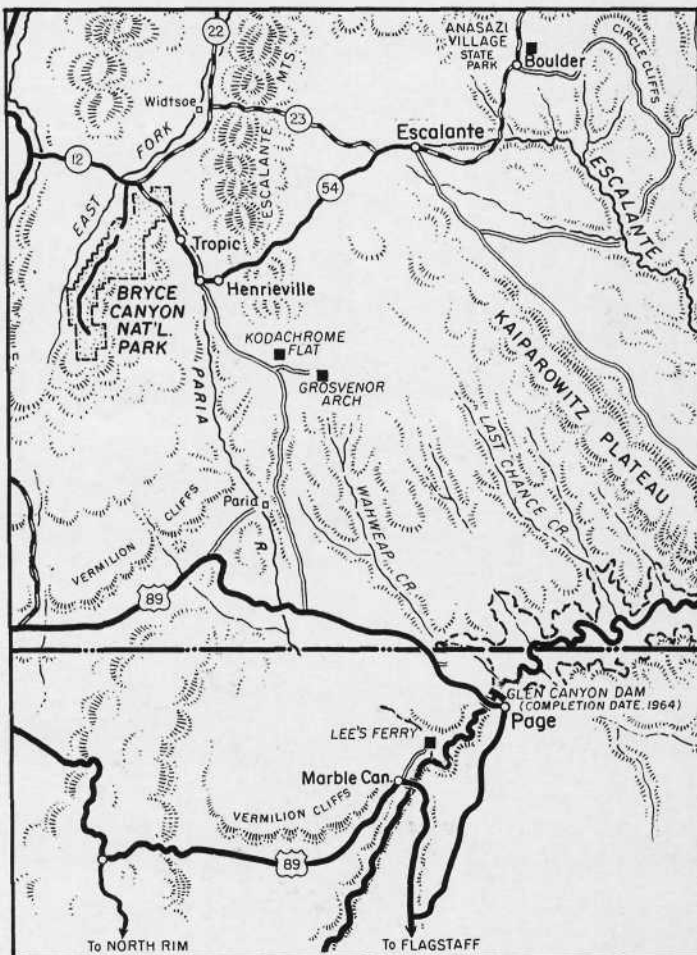 22
ANASAZI
VILLAGE
STATE
PARK
Boulder
CIRCLE CLIFFS
Widtsoe
FORK
MTS.
23
Escalante
12
ESCALANTE
ESCALANTE
54
EAST
Tropic
BRYCE
CANYON
NAT'L.
PARK
Henrieville
KODACHROME
FLAT
GROSVENOR
ARCH
KAIPAROWITZ PLATEAU
PARIA
R.
LAST CHANCE CR.
WAHWEAP CR.
Paria
VERMILION CLIFFS
89
GLEN CANYON DAM
(COMPLETION DATE, 1964)
Page
LEE'S FERRY
Marble Can.
VERMILION CLIFFS
89
To NORTH RIM
To FLAGSTAFF